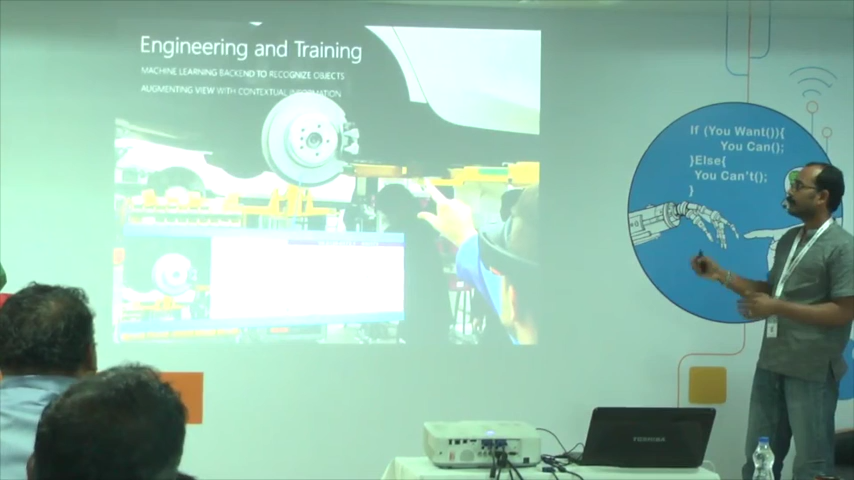 Engineering and Training
MACHINE LEARNING BACKEND TO RECOGNIZE OBJECTS
AUGMENTING VIEW WITH CONTEXTUAL INFORMATION
If (You Want()){
You Can();
}Else{
You Can't();
}
TOSHIBA